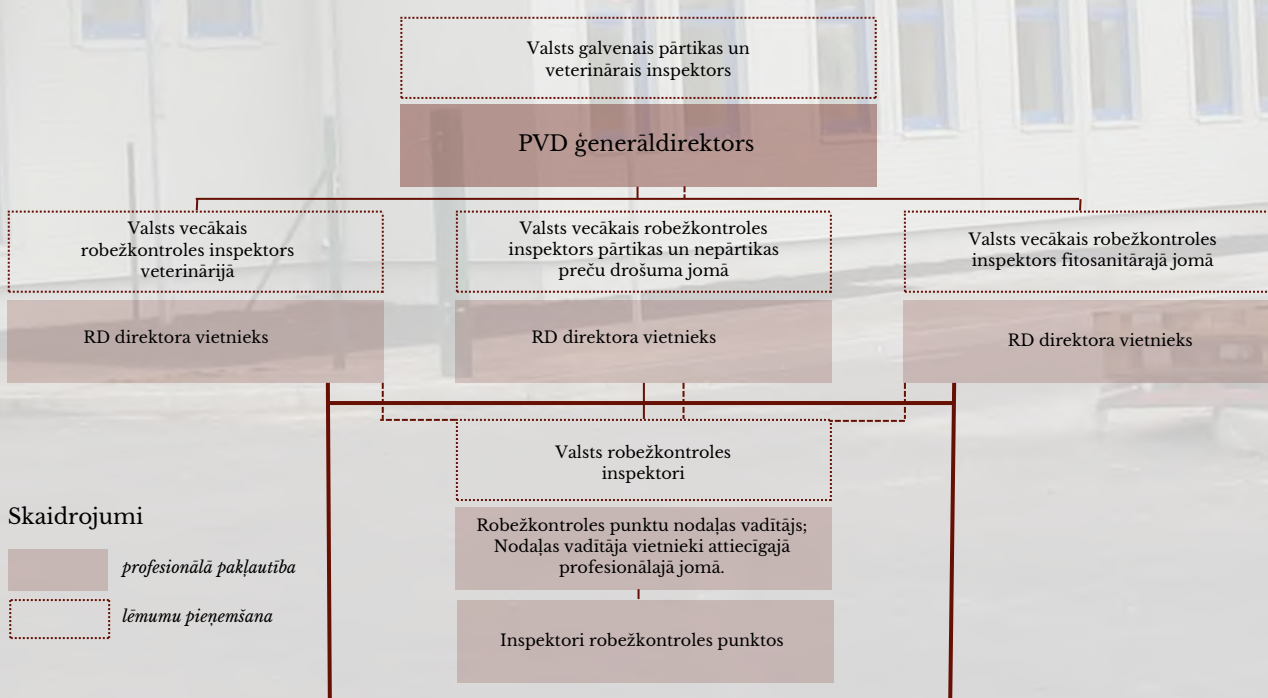 Valsts galvenais pārtikas un
veterinārais inspektors
PVD ģenerāldirektors
Valsts vecākais
robežkontroles inspektors
veterinārijā
Valsts vecākais robežkontroles
inspektors pārtikas un nepārtikas
preču drošuma jomā
Valsts vecākais robežkontroles
inspektors fitosanitārajā jomā
RD direktora vietnieks
RD direktora vietnieks
RD direktora vietnieks
Valsts robežkontroles
inspektori
Robežkontroles punktu nodaļas vadītājs;
Nodaļas vadītāja vietnieki attiecīgajā
profesionālajā jomā.
Inspektori robežkontroles punktos
Skaidrojumi
profesionālā pakļautība
lēmumu pieņemšana